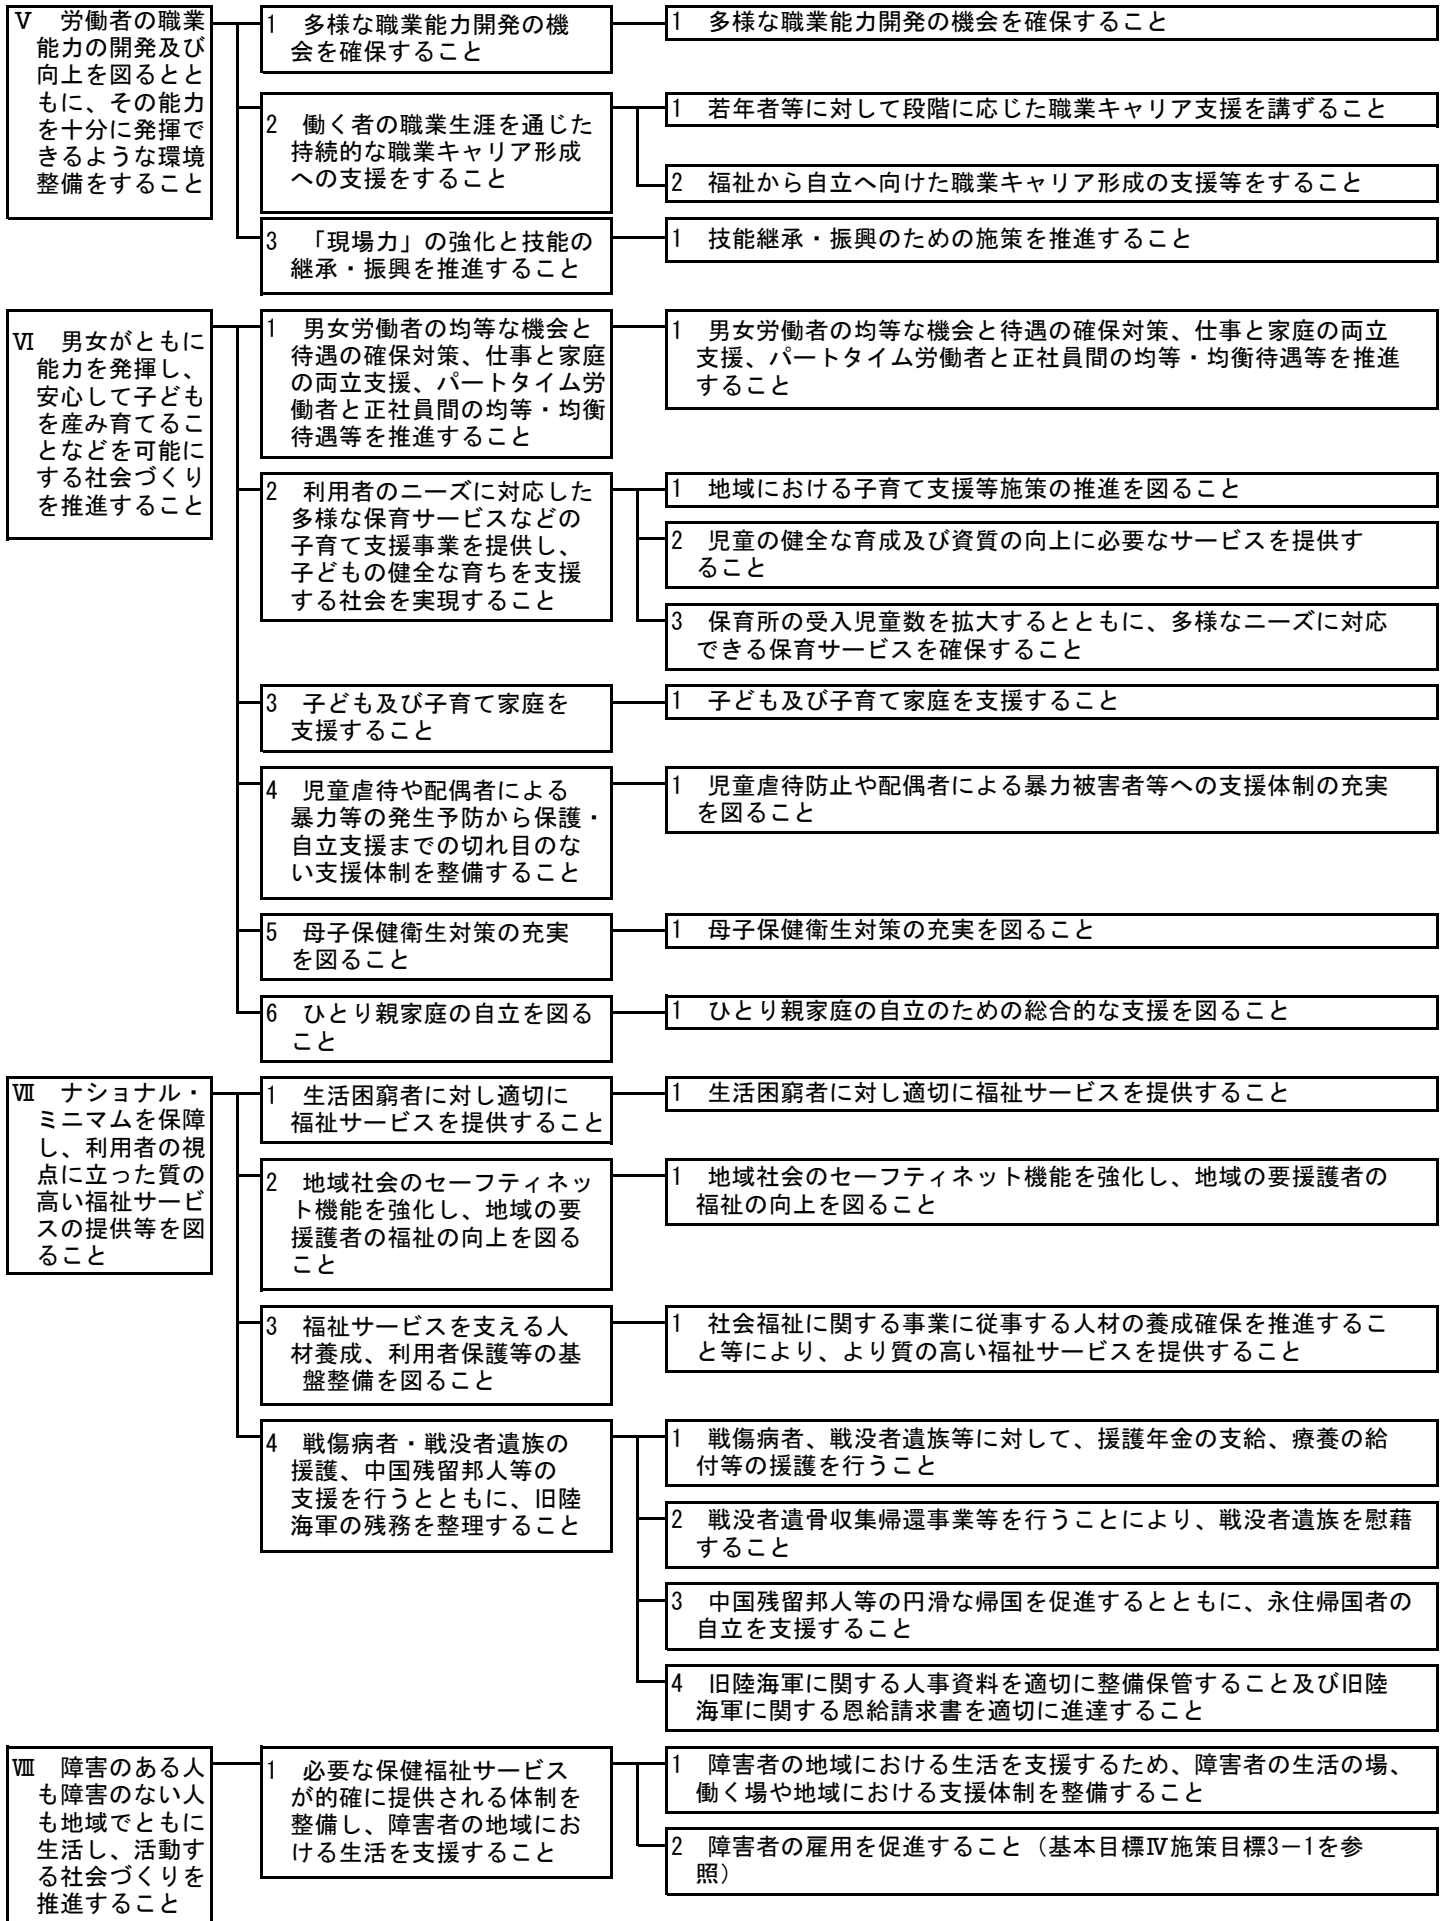 Ⅴ　労働者の職業
能力の開発及び
向上を図るとと
もに、その能力
を十分に発揮で
きるような環境
整備をすること
1　多様な職業能力開発の機
会を確保すること
1　多様な職業能力開発の機会を確保すること
2　働く者の職業生涯を通じた
持続的な職業キャリア形成
への支援をすること
1　若年者等に対して段階に応じた職業キャリア支援を講ずること
2　福祉から自立へ向けた職業キャリア形成の支援等をすること
3　「現場力」の強化と技能の
継承・振興を推進すること
1　技能継承・振興のための施策を推進すること
Ⅵ　男女がともに
能力を発揮し、
安心して子ども
を産み育てるこ
となどを可能に
する社会づくり
を推進すること
1　男女労働者の均等な機会と
待遇の確保対策、仕事と家庭
の両立支援、パートタイム労
働者と正社員間の均等・均衡
待遇等を推進すること
1　男女労働者の均等な機会と待遇の確保対策、仕事と家庭の両立
支援、パートタイム労働者と正社員間の均等・均衡待遇等を推進
すること
2　利用者のニーズに対応した
多様な保育サービスなどの
子育て支援事業を提供し、
子どもの健全な育ちを支援
する社会を実現すること
1　地域における子育て支援等施策の推進を図ること
2　児童の健全な育成及び資質の向上に必要なサービスを提供す
ること
3　保育所の受入児童数を拡大するとともに、多様なニーズに対応
できる保育サービスを確保すること
3　子ども及び子育て家庭を
支援すること
1　子ども及び子育て家庭を支援すること
4　児童虐待や配偶者による
暴力等の発生予防から保護・
自立支援までの切れ目のな
い支援体制を整備すること
1　児童虐待防止や配偶者による暴力被害者等への支援体制の充実
を図ること
5　母子保健衛生対策の充実
を図ること
1　母子保健衛生対策の充実を図ること
6　ひとり親家庭の自立を図る
こと
1　ひとり親家庭の自立のための総合的な支援を図ること
Ⅶ　ナショナル・
ミニマムを保障
し、利用者の視
点に立った質の
高い福祉サービ
スの提供等を図
ること
1　生活困窮者に対し適切に
福祉サービスを提供すること
1　生活困窮者に対し適切に福祉サービスを提供すること
2　地域社会のセーフティネッ
ト機能を強化し、地域の要
援護者の福祉の向上を図る
こと
1　地域社会のセーフティネット機能を強化し、地域の要援護者の
福祉の向上を図ること
3　福祉サービスを支える人
材養成、利用者保護等の基
盤整備を図ること
1　社会福祉に関する事業に従事する人材の養成確保を推進するこ
と等により、より質の高い福祉サービスを提供すること
4　戦傷病者・戦没者遺族の
援護、中国残留邦人等の
支援を行うとともに、旧陸
海軍の残務を整理すること
1　戦傷病者、戦没者遺族等に対して、援護年金の支給、療養の給
付等の援護を行うこと
2　戦没者遺骨収集帰還事業等を行うことにより、戦没者遺族を慰藉
すること
3　中国残留邦人等の円滑な帰国を促進するとともに、永住帰国者の
自立を支援すること
4　旧陸海軍に関する人事資料を適切に整備保管すること及び旧陸
海軍に関する恩給請求書を適切に進達すること
Ⅷ　障害のある人
も障害のない人
も地域でともに
生活し、活動す
る社会づくりを
推進すること
1　必要な保健福祉サービス
が的確に提供される体制を
整備し、障害者の地域にお
ける生活を支援すること
1　障害者の地域における生活を支援するため、障害者の生活の場、
働く場や地域における支援体制を整備すること
2　障害者の雇用を促進すること（基本目標Ⅳ施策目標3－1を参
照）